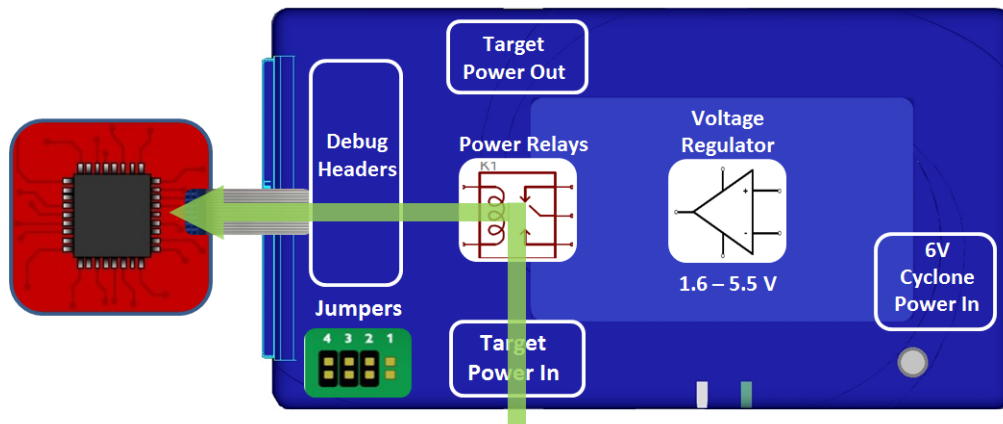 Target
Power Out
Debug
Headers
Power Relays
K1
Voltage
Regulator
+
-
1.6 – 5.5 V
6V
Cyclone
Power In
Jumpers
4 3 2 1
Target
Power In